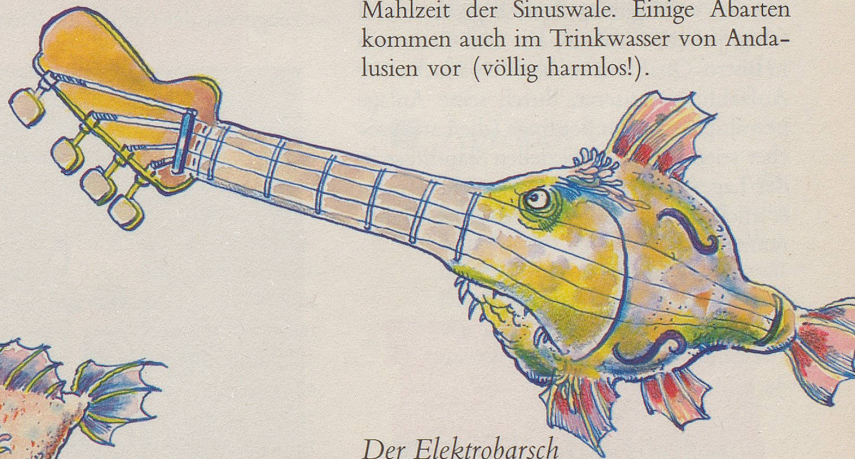 Mahlzeit der Sinuswale. Einige Abarten
kommen auch im Trinkwasser von Anda-
lusien vor (völlig harmlos!).
Der Elektrobarsch